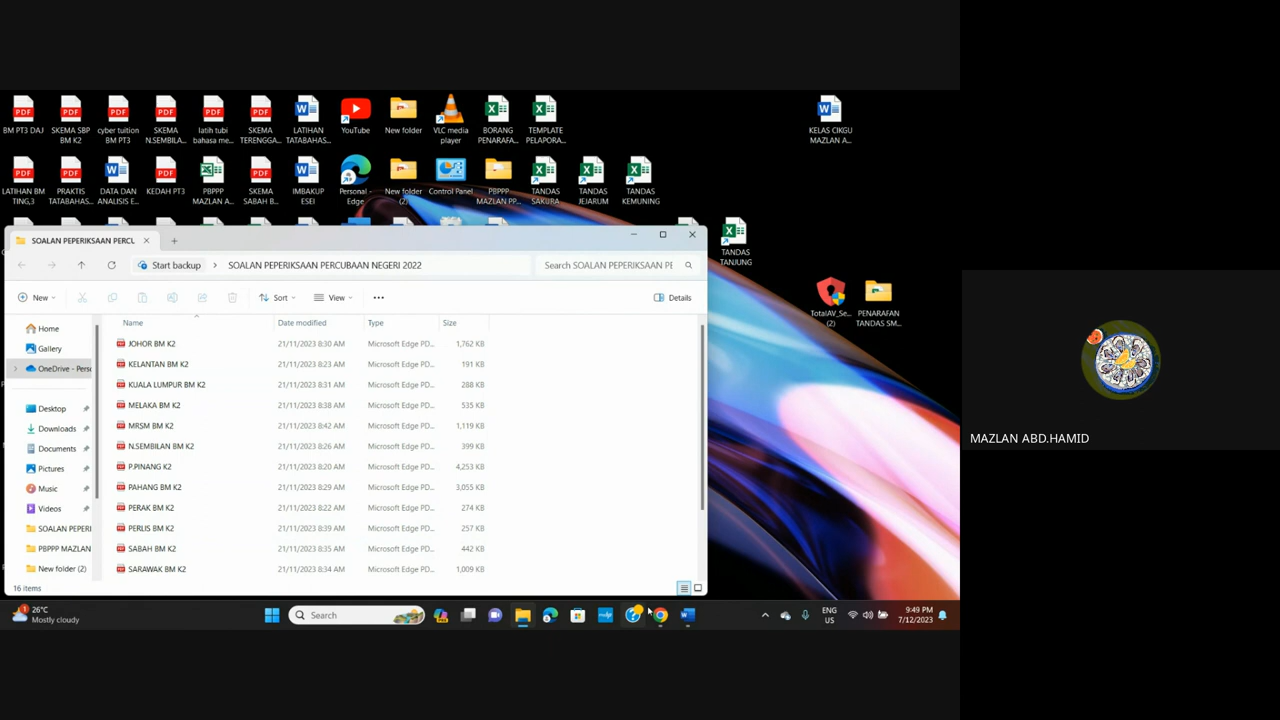 BM PT3 DAJ
SKEMA SBP
BM K2
cyber tuition
BM PT3
SKEMA
N.SEMBILA...
latih tubi
bahasa me...
SKEMA
TERENGGA...
LATIHAN
TATABAHAS...
YouTube
New folder
VLC media
player
BORANG
PENARAFA...
TEMPLATE
PELAPORA...
KELAS CIKGU
MAZLAN A...
LATIHAN BM
TING,3
PRAKTIS
TATABAHAS...
DATA DAN
ANALISIS E...
KEDAH PT3
PBPPP
MAZLAN A...
SKEMA
SABAH B...
IMBAKUP
ESEI
Personal -
Edge
New folder
(2)
Control Panel
PBPPP
MAZLAN PP...
TANDAS
SAKURA
TANDAS
JEJARUM
TANDAS
KEMUNING
TANDAS
TANJUNG
TotalAV_Se...
(2)
PENARAFAN
TANDAS SM...
SOALAN PEPERIKSAAN PERCU
Start backup
SOALAN PEPERIKSAAN PERCUBAAN NEGERI 2022
Search SOALAN PEPERIKSAAN PE
New
Sort
View
Details
Home
Gallery
OneDrive - Perso
Desktop
Downloads
Documents
Pictures
Music
Videos
SOALAN PEPERI
PBPPP MAZLAN
New folder (2)
Name Date modified Type Size
JOHOR BM K2 21/11/2023 8:30 AM Microsoft Edge PD... 1,762 KB
KELANTAN BM K2 21/11/2023 8:23 AM Microsoft Edge PD... 191 KB
KUALA LUMPUR BM K2 21/11/2023 8:31 AM Microsoft Edge PD... 288 KB
MELAKA BM K2 21/11/2023 8:38 AM Microsoft Edge PD... 535 KB
MRSM BM K2 21/11/2023 8:42 AM Microsoft Edge PD... 1,119 KB
N.SEMBILAN BM K2 21/11/2023 8:26 AM Microsoft Edge PD... 399 KB
P.PINANG K2 21/11/2023 8:20 AM Microsoft Edge PD... 4,253 KB
PAHANG BM K2 21/11/2023 8:29 AM Microsoft Edge PD... 3,055 KB
PERAK BM K2 21/11/2023 8:22 AM Microsoft Edge PD... 274 KB
PERLIS BM K2 21/11/2023 8:39 AM Microsoft Edge PD... 257 KB
SABAH BM K2 21/11/2023 8:35 AM Microsoft Edge PD... 442 KB
SARAWAK BM K2 21/11/2023 8:34 AM Microsoft Edge PD... 1,009 KB
16 items
26°C
Mostly cloudy
Search
ENG
US
9:49 PM
7/12/2023
MAZLAN ABD.HAMID